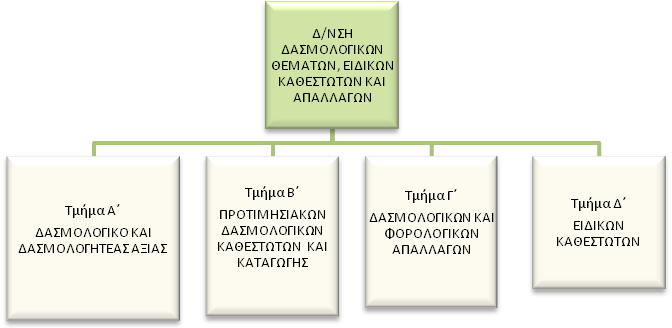 Δ/ΝΣΗ
ΔΑΣΜΟΛΟΓΙΚΩΝ
ΘΕΜΑΤΩΝ, ΕΙΔΙΚΩΝ
ΚΑΘΕΣΤΩΤΩΝ ΚΑΙ
ΑΠΑΛΛΑΓΩΝ
Τμήμα Α΄
ΔΑΣΜΟΛΟΓΙΚΟ ΚΑΙ
ΔΑΣΜΟΛΟΓΗΤΕΑΣ ΑΞΙΑΣ
Τμήμα Β΄
ΠΡΟΤΙΜΗΣΙΑΚΩΝ
ΔΑΣΜΟΛΟΓΙΚΩΝ
ΚΑΘΕΣΤΩΤΩΝ ΚΑΙ
ΚΑΤΑΓΩΓΗΣ
Τμήμα Γ΄
ΔΑΣΜΟΛΟΓΙΚΩΝ ΚΑΙ
ΦΟΡΟΛΟΓΙΚΩΝ
ΑΠΑΛΛΑΓΩΝ
Τμήμα Δ΄
ΕΙΔΙΚΩΝ
ΚΑΘΕΣΤΩΤΩΝ